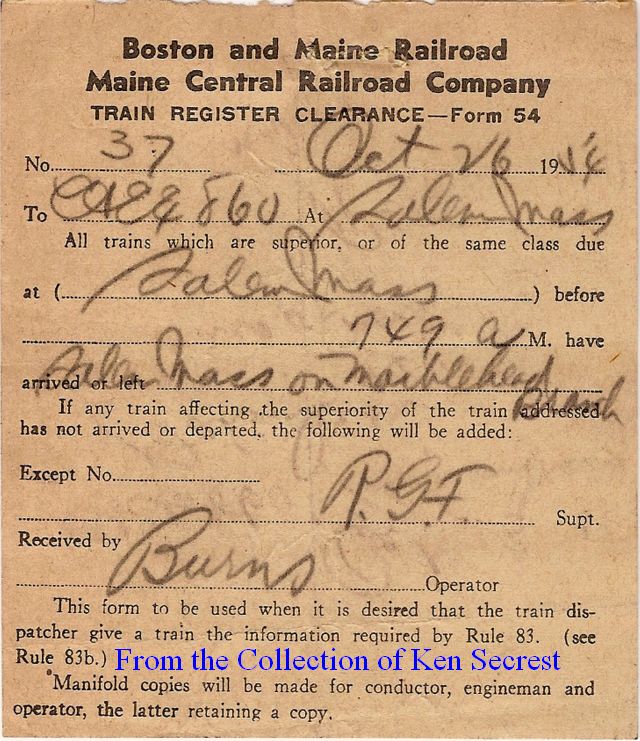 Boston and Maine Railroad
Maine Central Railroad Company
TRAIN REGISTER CLEARANCE—Form 54
No. 37 Oct 26 1954
To C&E 860 At Salem Mass
All trains which are superior, or of the same class due
at ( Salem Mass ) before
749 a M. have
arrived or left Salem Mass on Marblehead Branch
If any train affecting the superiority of the train addressed
has not arrived or departed, the following will be added:
Except No.
R.G.F. Supt.
Received by
Burns Operator
This form to be used when it is desired that the train dis-
patcher give a train the information required by Rule 83. (see
Rule 83b.) From the Collection of Ken Secrest
Manifold copies will be made for conductor, engineman and
operator, the latter retaining a copy.